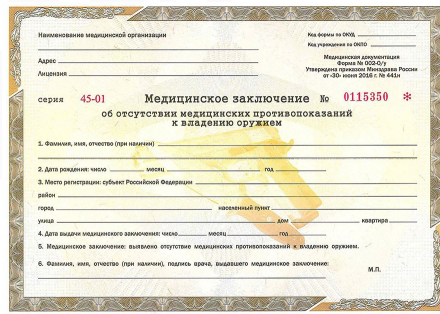 Наименование медицинской организации
Код формы по ОКУД
Код учреждения по ОКПО
Адрес
Лицензия
Медицинская документация
Форма № 002-О/у
Утверждена приказом Минздрава России
от «30» июня 2016 г. № 441н
серия 45-01 Медицинское заключение № 0115350 *
об отсутствии медицинских противопоказаний
к владению оружием
1. Фамилия, имя, отчество (при наличии)
2. Дата рождения: число месяц год
3. Место регистрации: субъект Российской Федерации
район
город населенный пункт
улица дом квартира
4. Дата выдачи медицинского заключения: число месяц год
5. Медицинское заключение: выявлено отсутствие медицинских противопоказаний к владению оружием.
6. Фамилия, имя, отчество (при наличии), подпись врача, выдавшего медицинское заключение:
М.П.